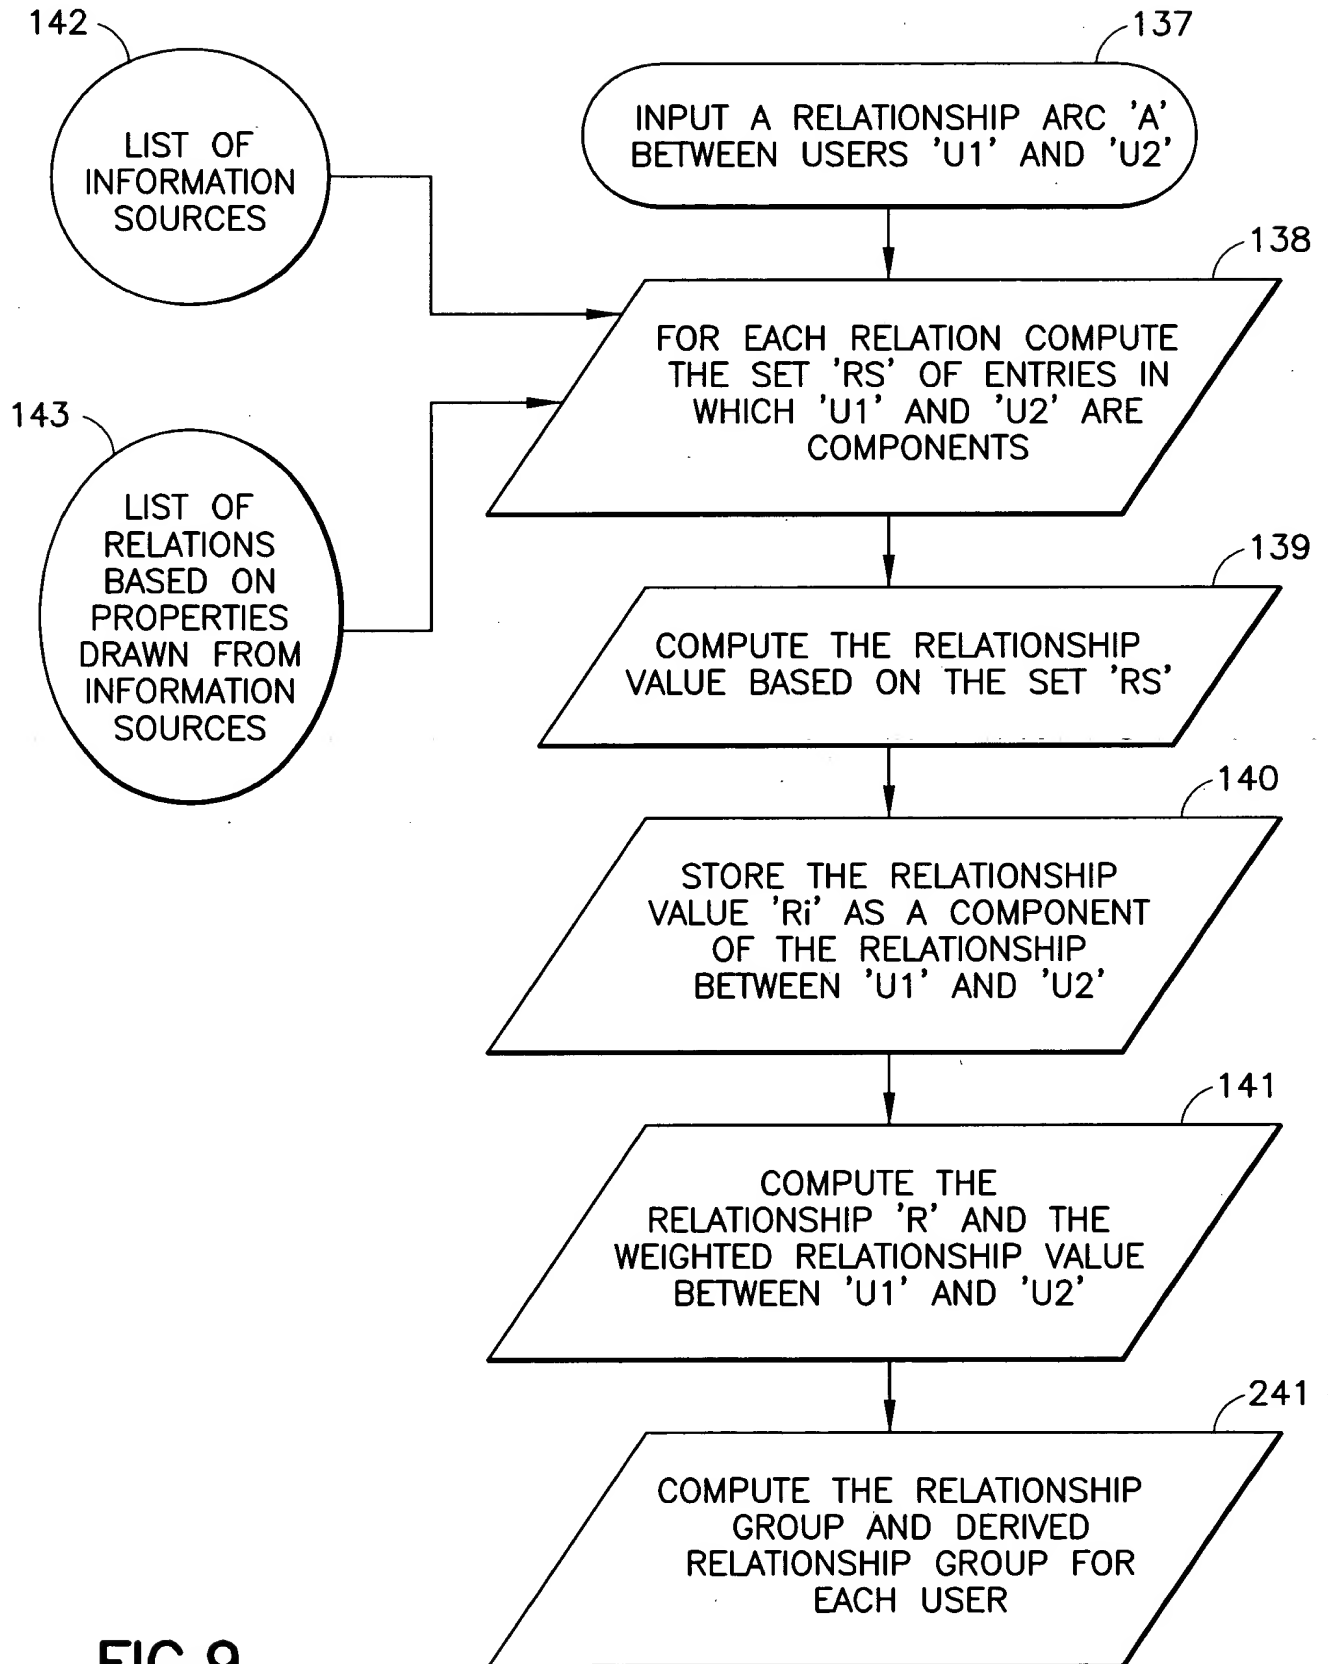 142
LIST OF
INFORMATION
SOURCES
137
INPUT A RELATIONSHIP ARC 'A'
BETWEEN USERS 'U1' AND 'U2'
138
FOR EACH RELATION COMPUTE
THE SET 'RS' OF ENTRIES IN
WHICH 'U1' AND 'U2' ARE
COMPONENTS
143
LIST OF
RELATIONS
BASED ON
PROPERTIES
DRAWN FROM
INFORMATION
SOURCES
139
COMPUTE THE RELATIONSHIP
VALUE BASED ON THE SET 'RS'
140
STORE THE RELATIONSHIP
VALUE 'Ri' AS A COMPONENT
OF THE RELATIONSHIP
BETWEEN 'U1' AND 'U2'
141
COMPUTE THE
RELATIONSHIP 'R' AND THE
WEIGHTED RELATIONSHIP VALUE
BETWEEN 'U1' AND 'U2'
241
COMPUTE THE RELATIONSHIP
GROUP AND DERIVED
RELATIONSHIP GROUP FOR
EACH USER
FIG.9